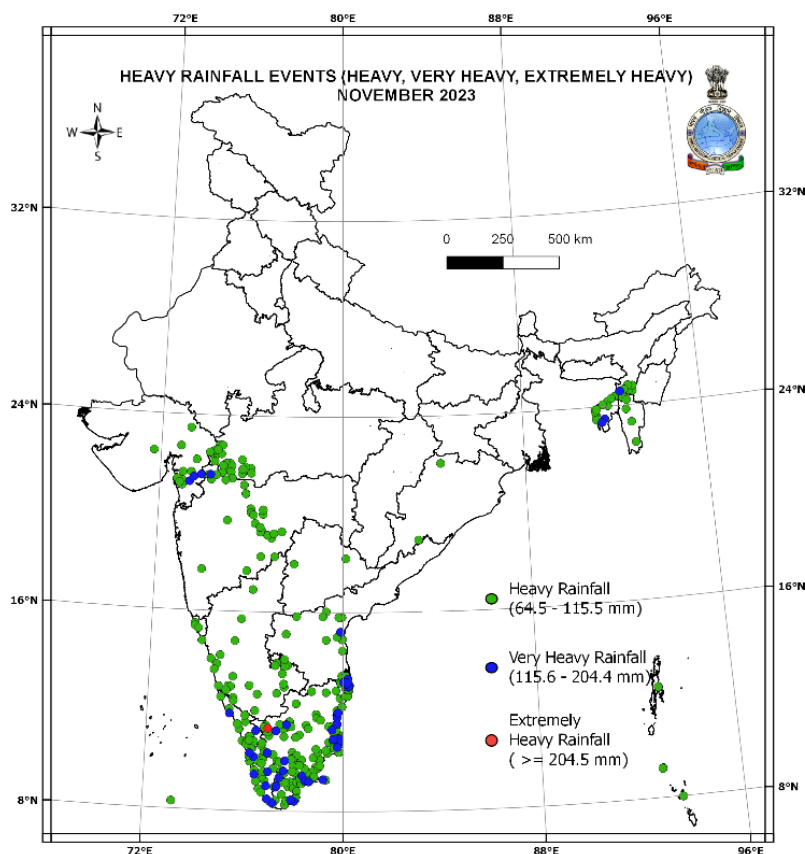 72°E 80°E 88°E 96°E
HEAVY RAINFALL EVENTS (HEAVY, VERY HEAVY, EXTREMELY HEAVY)
NOVEMBER 2023
N
W E
S
32°N 32°N
0 250 500 km
24°N 24°N
16°N 16°N
Heavy Rainfall
(64.5 - 115.5 mm)
Very Heavy Rainfall
(115.6 - 204.4 mm)
Extremely
Heavy Rainfall
( >= 204.5 mm)
8°N 8°N
72°E 80°E 88°E 96°E